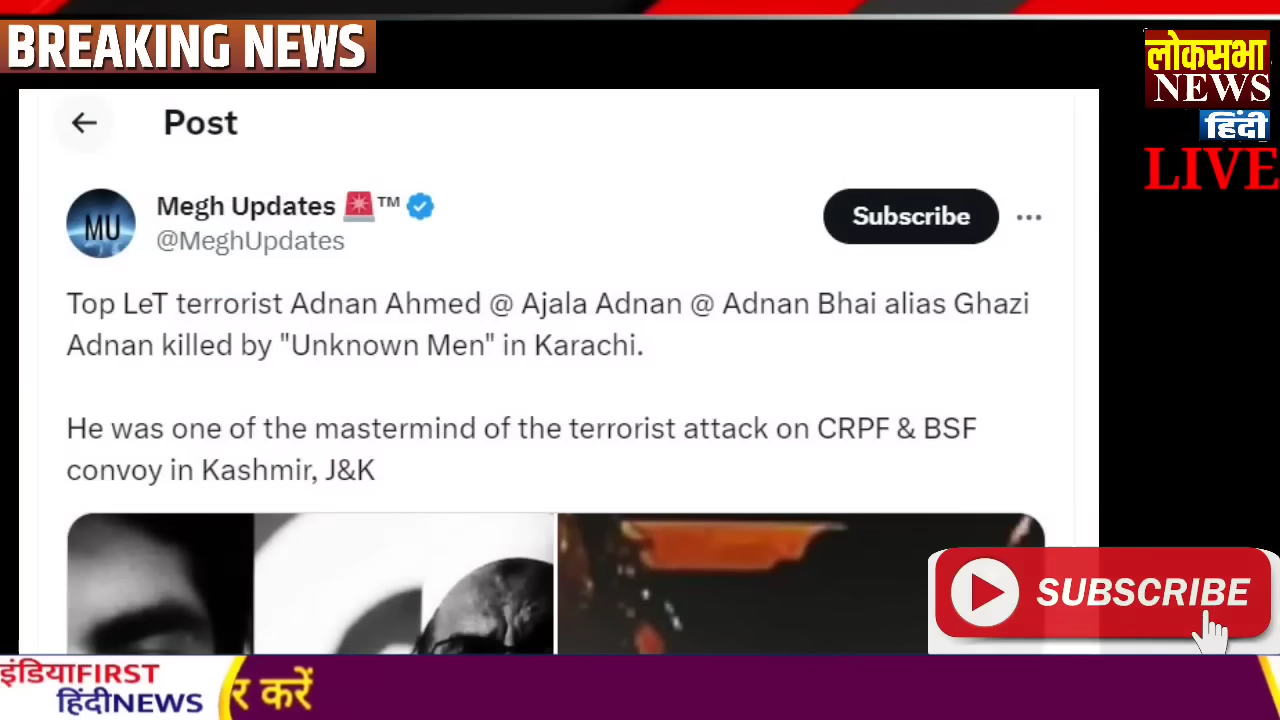 BREAKING NEWS
लोकसभा
NEWS
हिंदी
LIVE
Post
MU
Megh Updates 🚨™
@MeghUpdates
Subscribe
Top LeT terrorist Adnan Ahmed @ Ajala Adnan @ Adnan Bhai alias Ghazi
Adnan killed by "Unknown Men" in Karachi.
He was one of the mastermind of the terrorist attack on CRPF & BSF
convoy in Kashmir, J&K
SUBSCRIBE
इंडियाFIRST
हिंदीNEWS
र करें